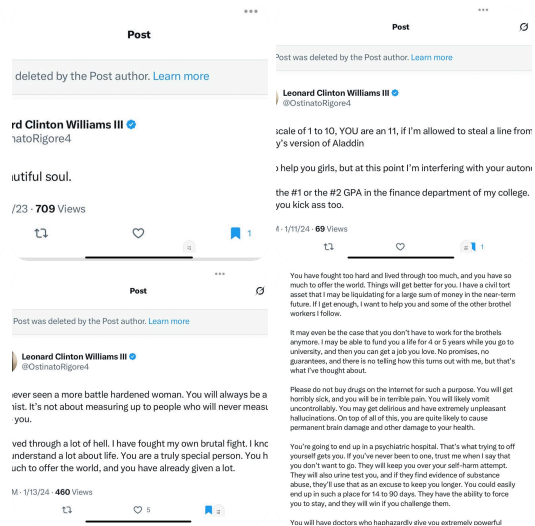 Post
deleted by the Post author. Learn more
rd Clinton Williams III
natoRigore4
utiful soul.
/23 · 709 Views
1
Post
Post was deleted by the Post author. Learn more
Leonard Clinton Williams III
@OstinatoRigore4
never seen a more battle hardened woman. You will always be a
nist. It's not about measuring up to people who will never measu
you.
ved through a lot of hell. I have fought my own brutal fight. I kno
understand a lot about life. You are a truly special person. You h
uch to offer the world, and you have already given a lot.
M · 1/13/24 · 460 Views
5
Post
Post was deleted by the Post author. Learn more
Leonard Clinton Williams III
@OstinatoRigore4
scale of 1 to 10, YOU are an 11, if I'm allowed to steal a line from
y's version of Aladdin
help you girls, but at this point I'm interfering with your auton
the #1 or the #2 GPA in the finance department of my college.
you kick ass too.
M · 1/11/24 · 69 Views
1
You have fought too hard and lived through too much, and you have so
much to offer the world. Things will get better for you. I have a civil tort
asset that I may be liquidating for a large sum of money in the near-term
future. If I get enough, I want to help you and some of the other brothel
workers I follow.
It may even be the case that you don't have to work for the brothels
anymore. I may be able to fund you a life for 4 or 5 years while you go to
university, and then you can get a job you love. No promises, no
guarantees, and there is no telling how this turns out with me, but that's
what I've thought about.
Please do not buy drugs on the internet for such a purpose. You will get
horribly sick, and you will be in terrible pain. You will likely vomit
uncontrollably. You may get delirious and have extremely unpleasant
hallucinations. On top of all of this, you are quite likely to cause
permanent brain damage and other damage to your health.
You're going to end up in a psychiatric hospital. That's what trying to off
yourself gets you. If you've never been to one, trust me when I say that
you don't want to go. They will keep you over your self-harm attempt.
They will also urine test you, and if they find evidence of substance
abuse, they'll use that as an excuse to keep you longer. You could easily
end up in such a place for 14 to 90 days. They have the ability to force
you to stay, and they will win if you challenge them.
You will have doctors who haphazardly give you extremely powerful